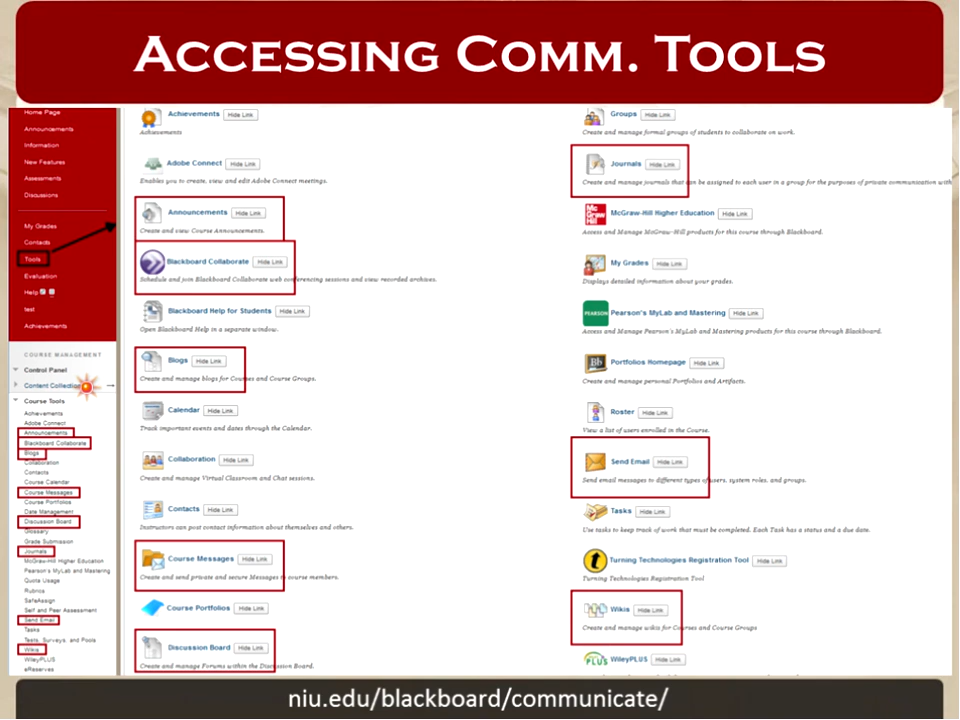 ACCESSING COMM. TOOLS
Home Page
Announcements
Information
New Features
Assessments
Discussions
My Grades
Contacts
Tools
Evaluation
Help
test
Achievements
COURSE MANAGEMENT
Control Panel
Content Collection
Course Tools
Achievements
Adobe Connect
Announcements
Blackboard Collaborate
Blogs
Collaboration
Contacts
Course Calendar
Course Messages
Course Portfolios
Date Management
Discussion Board
Glossary
Grade Submission
Journals
McGraw-Hill Higher Education
Pearson's MyLab and Mastering
Quota Usage
Rubrics
SafeAssign
Self and Peer Assessment
Send Email
Tasks
Tests, Surveys, and Pools
Wikis
WileyPLUS
eReserves
Achievements Hide Link
Achievements
Adobe Connect Hide Link
Enables you to create, view and edit Adobe Connect meetings.
Announcements Hide Link
Create and view Course Announcements.
Blackboard Collaborate Hide Link
Schedule and join Blackboard Collaborate web conferencing sessions and view recorded archives.
Blackboard Help for Students Hide Link
Open Blackboard Help in a separate window.
Blogs Hide Link
Create and manage blogs for Courses and Course Groups.
Calendar Hide Link
Track important events and dates through the Calendar.
Collaboration Hide Link
Create and manage Virtual Classroom and Chat sessions.
Contacts Hide Link
Instructors can post contact information about themselves and others.
Course Messages Hide Link
Create and send private and secure Messages to course members.
Course Portfolios Hide Link
Discussion Board Hide Link
Create and manage Forums within the Discussion Board.
Groups Hide Link
Create and manage formal groups of students to collaborate on work.
Journals Hide Link
Create and manage journals that can be assigned to each user in a group for the purposes of private communication with
Mc
Graw
Hill
McGraw-Hill Higher Education Hide Link
Access and Manage McGraw-Hill products for this course through Blackboard.
My Grades Hide Link
Displays detailed information about your grades.
PEARSON
Pearson's MyLab and Mastering Hide Link
Access and Manage Pearson's MyLab and Mastering products for this course through Blackboard.
Bb
Portfolios Homepage Hide Link
Create and manage personal Portfolios and Artifacts.
Roster Hide Link
View a list of users enrolled in the Course.
Send Email Hide Link
Send email messages to different types of users, system roles, and groups.
Tasks Hide Link
Use tasks to keep track of work that must be completed. Each Task has a status and a due date.
Turning Technologies Registration Tool Hide Link
Turning Technologies Registration Tool
Wikis Hide Link
Create and manage wikis for Courses and Course Groups
PLUS
WileyPLUS Hide Link
niu.edu/blackboard/communicate/